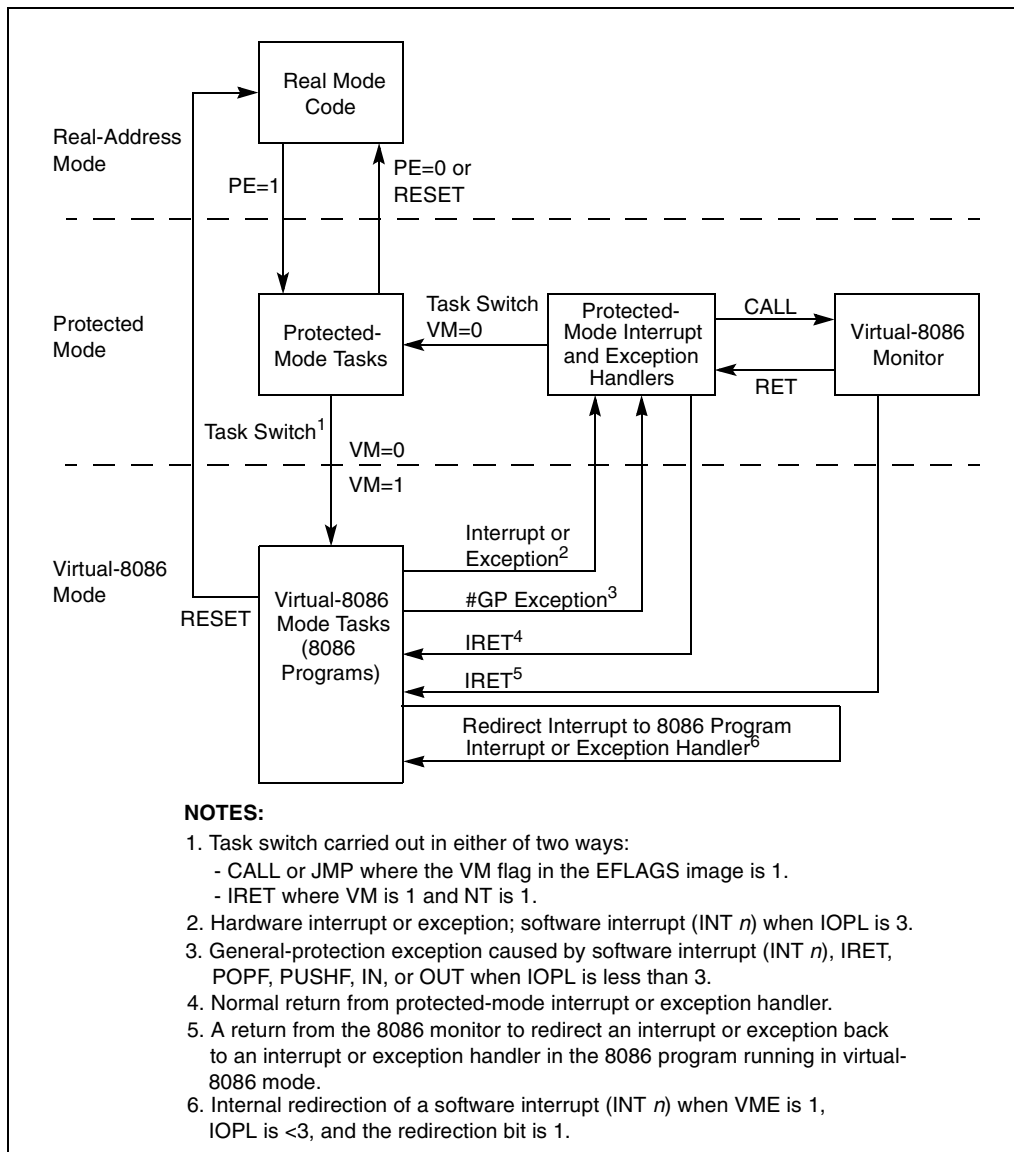 Real Mode
Code
Real-Address
Mode
PE=1
PE=0 or
RESET
Protected
Mode
Protected-
Mode Tasks
Task Switch
VM=0
Protected-
Mode Interrupt
and Exception
Handlers
CALL
RET
Virtual-8086
Monitor
Task Switch1
VM=0
VM=1
Virtual-8086
Mode
RESET
Virtual-8086
Mode Tasks
(8086
Programs)
Interrupt or
Exception2
#GP Exception3
IRET4
IRET5
Redirect Interrupt to 8086 Program
Interrupt or Exception Handler6
NOTES:
1. Task switch carried out in either of two ways:
- CALL or JMP where the VM flag in the EFLAGS image is 1.
- IRET where VM is 1 and NT is 1.
2. Hardware interrupt or exception; software interrupt (INT n) when IOPL is 3.
3. General-protection exception caused by software interrupt (INT n), IRET,
POPF, PUSHF, IN, or OUT when IOPL is less than 3.
4. Normal return from protected-mode interrupt or exception handler.
5. A return from the 8086 monitor to redirect an interrupt or exception back
to an interrupt or exception handler in the 8086 program running in virtual-
8086 mode.
6. Internal redirection of a software interrupt (INT n) when VME is 1,
IOPL is <3, and the redirection bit is 1.